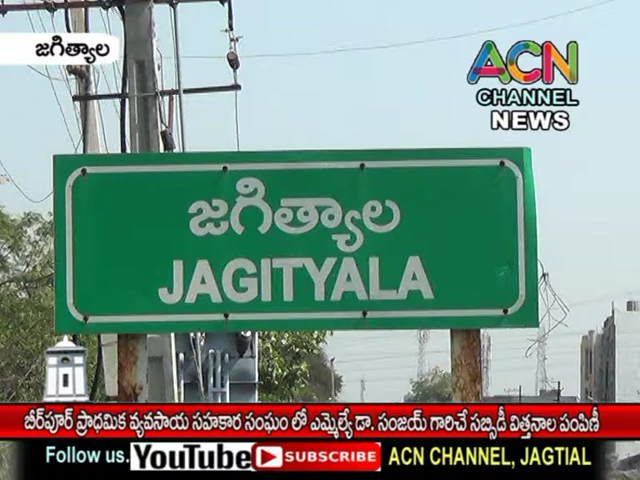 జగిత్యాల
ACN
CHANNEL
NEWS
జగిత్యాల
JAGITYALA
బీర్‌పూర్ ప్రాధమిక వ్యవసాయ సహకార సంఘం లో ఎమ్మెల్యే డా. సంజయ్ గారిచే సబ్సిడీ విత్తనాల పంపిణీ
Follow us. YouTube SUBSCRIBE ACN CHANNEL, JAGTIAL